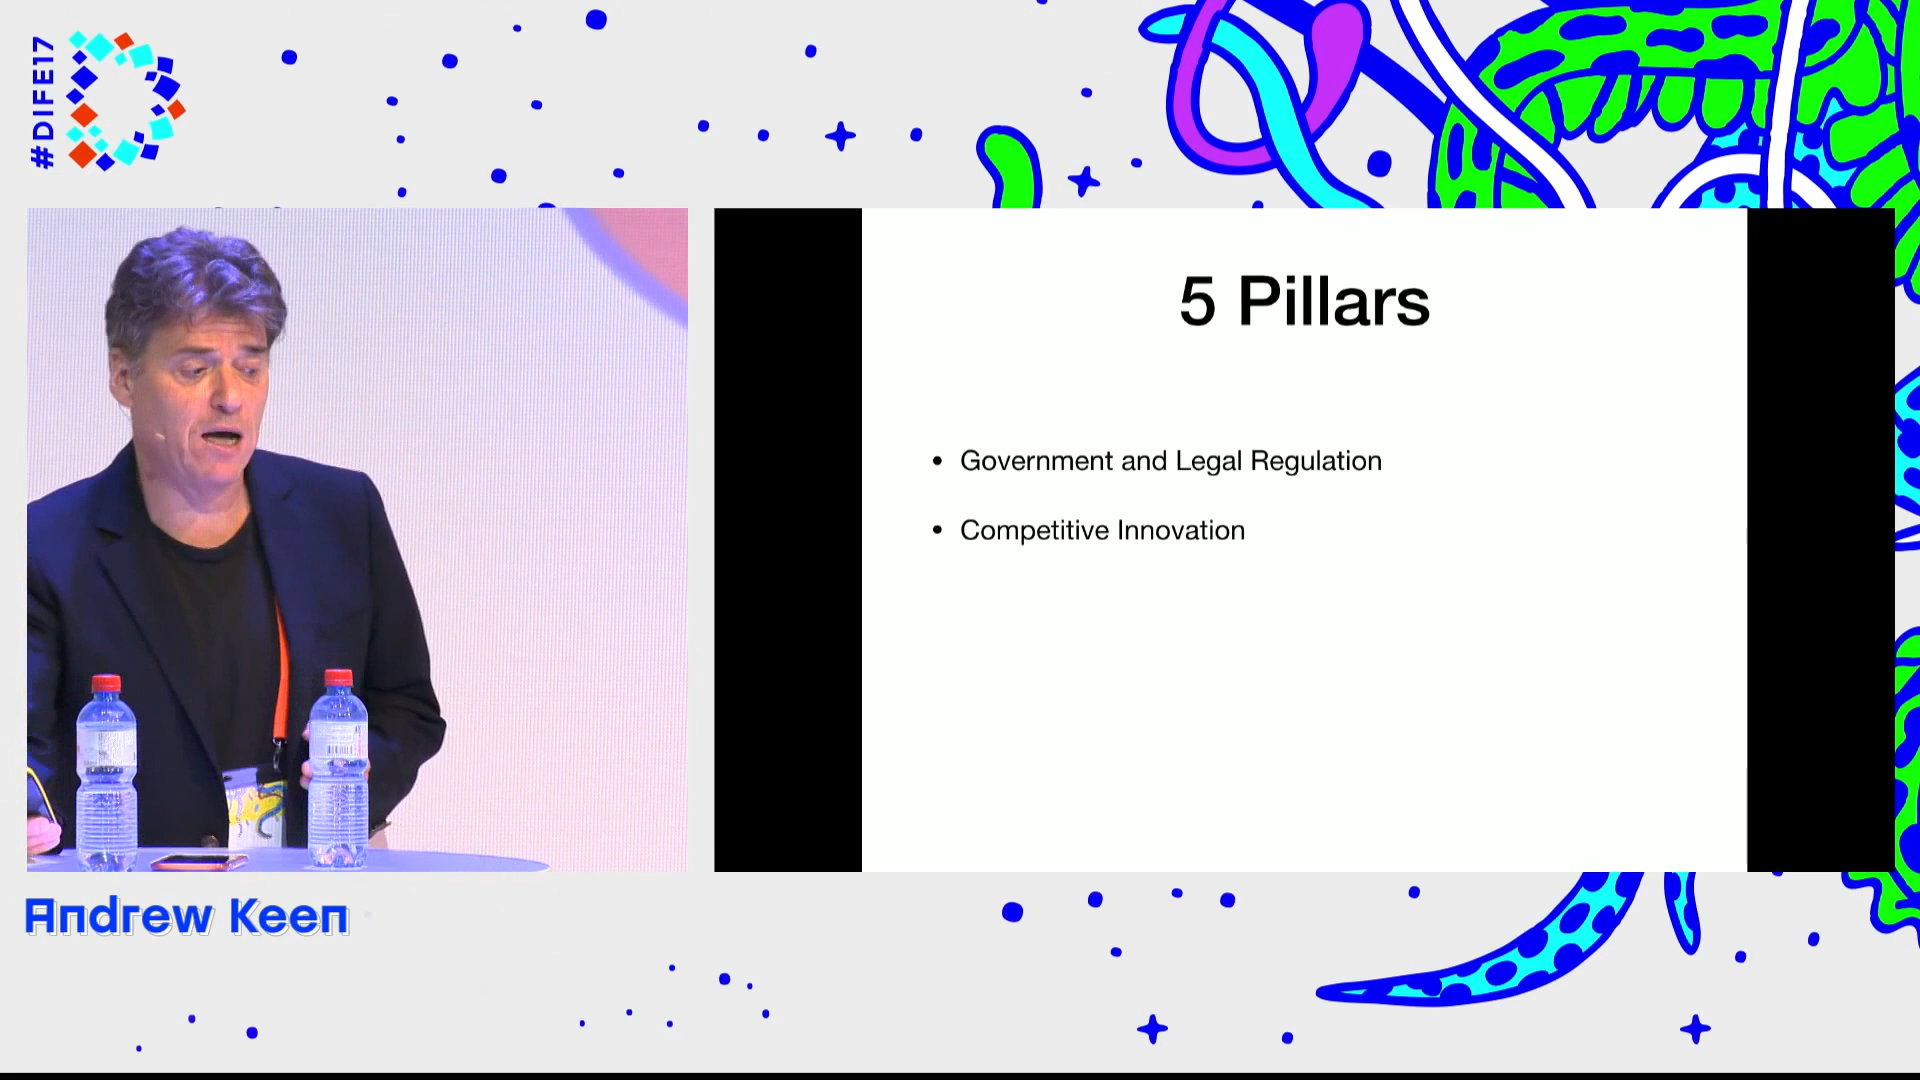 #DIFE17
5 Pillars
• Government and Legal Regulation
• Competitive Innovation
Andrew Keen